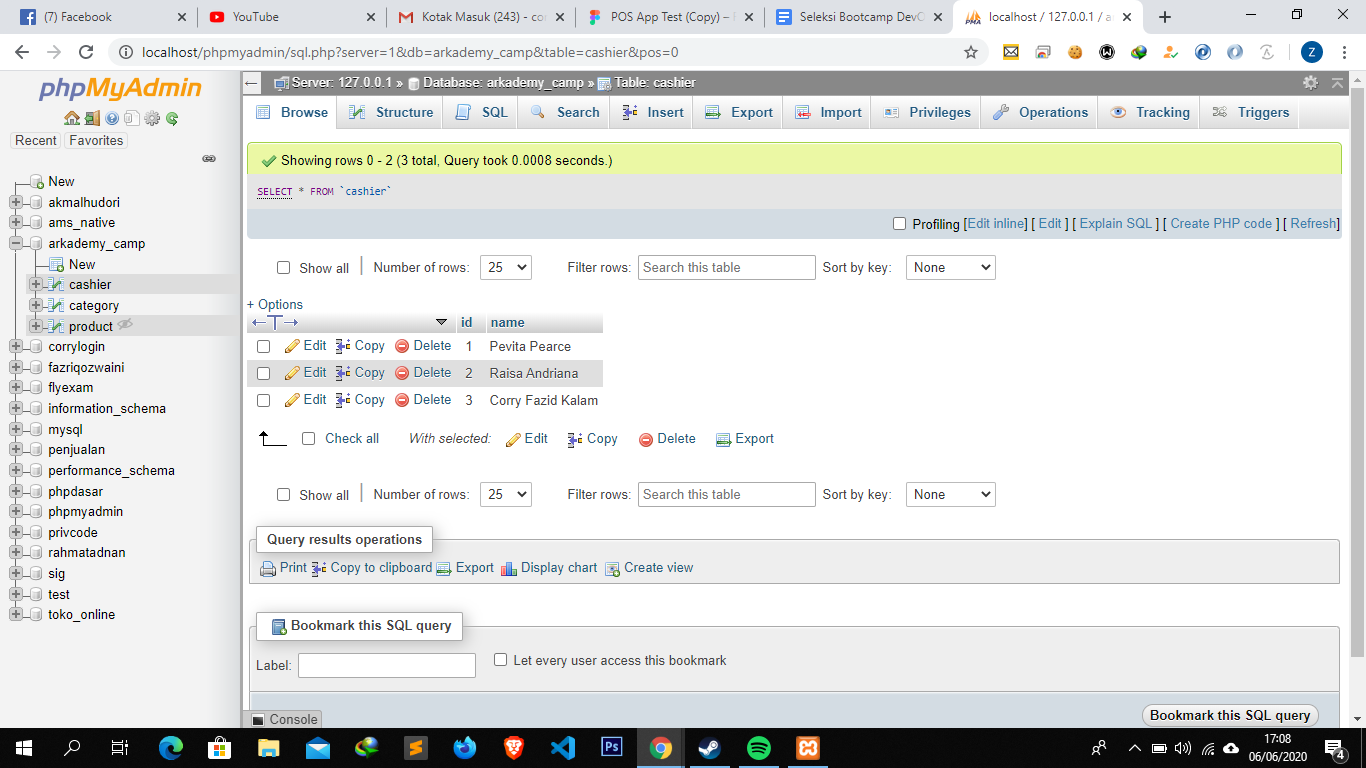 (7) Facebook
YouTube
Kotak Masuk (243) - co
POS App Test (Copy) –
Seleksi Bootcamp DevC
localhost / 127.0.0.1 / a
localhost/phpmyadmin/sql.php?server=1&db=arkademy_camp&table=cashier&pos=0
Z
phpMyAdmin
Recent Favorites
New
akmalhudori
ams_native
arkademy_camp
New
cashier
category
product
corrylogin
fazriqozwaini
flyexam
information_schema
mysql
penjualan
performance_schema
phpdasar
phpmyadmin
privcode
rahmatadnan
sig
test
toko_online
Server: 127.0.0.1 » Database: arkademy_camp » Table: cashier
Browse Structure SQL Search Insert Export Import Privileges Operations Tracking Triggers
Showing rows 0 - 2 (3 total, Query took 0.0008 seconds.)
SELECT * FROM `cashier`
Profiling [Edit inline] [ Edit ] [ Explain SQL ] [ Create PHP code ] [ Refresh]
Show all Number of rows: 25 Filter rows: Search this table Sort by key: None
+ Options
←T→ id name
Edit Copy Delete 1 Pevita Pearce
Edit Copy Delete 2 Raisa Andriana
Edit Copy Delete 3 Corry Fazid Kalam
Check all With selected: Edit Copy Delete Export
Show all Number of rows: 25 Filter rows: Search this table Sort by key: None
Query results operations
Print Copy to clipboard Export Display chart Create view
Bookmark this SQL query
Label: Let every user access this bookmark
Bookmark this SQL query
Console
Ps
17:08
06/06/2020
4